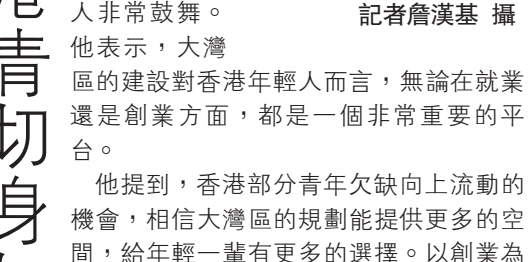 港青切身
人非常鼓舞。
記者詹漢基 攝
他表示，大灣
區的建設對香港年輕人而言，無論在就業
還是創業方面，都是一個非常重要的平
台。
他提到，香港部分青年欠缺向上流動的
機會，相信大灣區的規劃能提供更多的空
間，給年輕一輩有更多的選擇。以創業為